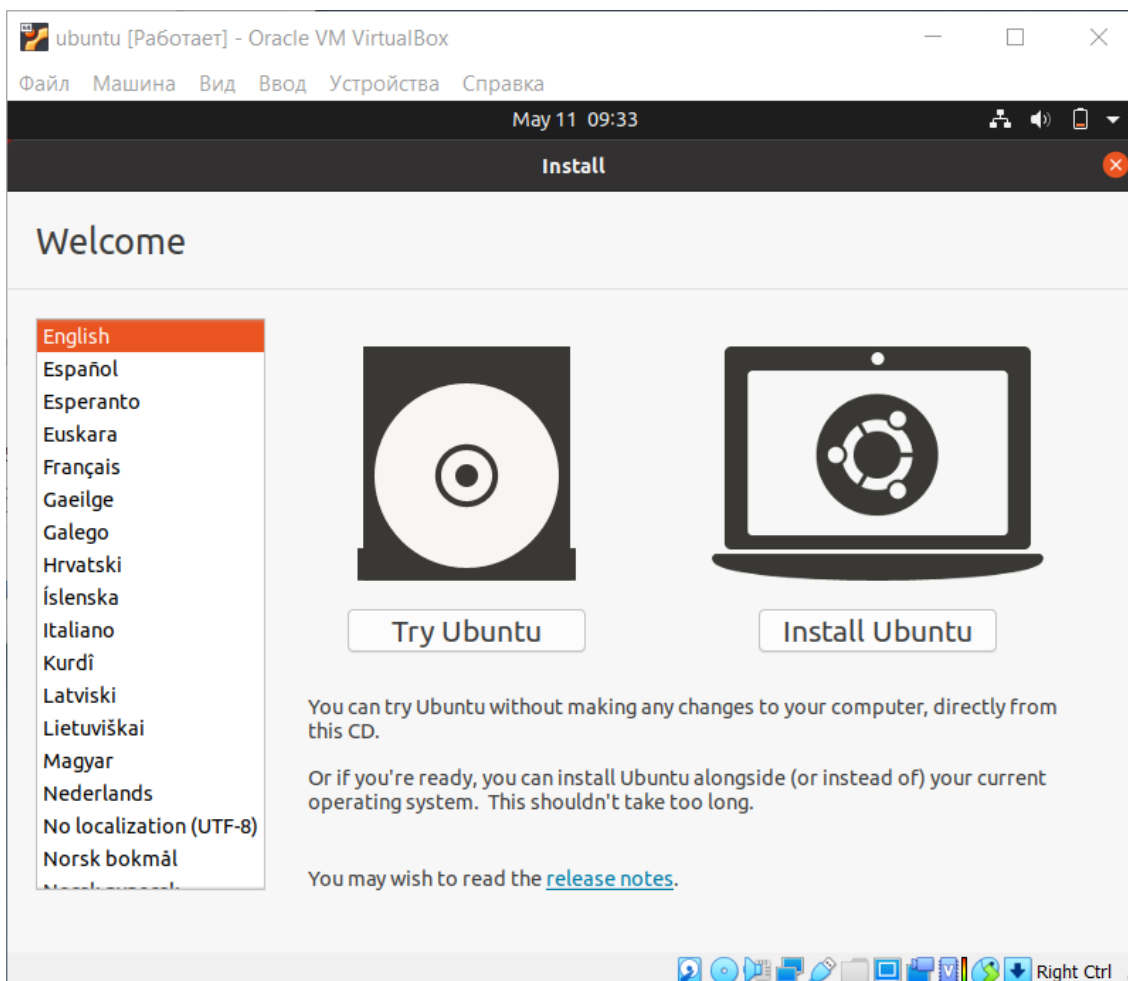 ubuntu [Работает] - Oracle VM VirtualBox
Файл Машина Вид Ввод Устройства Справка
May 11 09:33
Install
Welcome
English
Español
Esperanto
Euskara
Français
Gaeilge
Galego
Hrvatski
Íslenska
Italiano
Kurdî
Latviski
Lietuviškai
Magyar
Nederlands
No localization (UTF-8)
Norsk bokmål
Try Ubuntu
Install Ubuntu
You can try Ubuntu without making any changes to your computer, directly from
this CD.
Or if you're ready, you can install Ubuntu alongside (or instead of) your current
operating system. This shouldn't take too long.
You may wish to read the release notes.
Right Ctrl